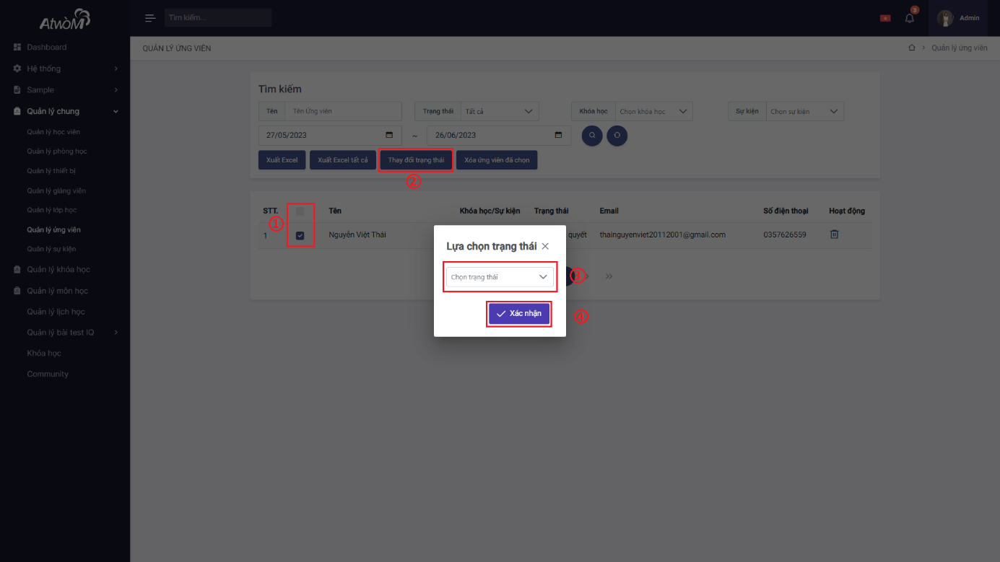 AtwoM
Tìm kiếm...
3
Admin
Dashboard
Hệ thống
Sample
Quản lý chung
Quản lý học viên
Quản lý phòng học
Quản lý thiết bị
Quản lý giảng viên
Quản lý lớp học
Quản lý ứng viên
Quản lý sự kiện
Quản lý khóa học
Quản lý môn học
Quản lý lịch học
Quản lý bài test IQ
Khóa học
Community
QUẢN LÝ ỨNG VIÊN
Quản lý ứng viên
Tìm kiếm
Tên Tên Ứng viên Trạng thái Tất cả Khóa học Chọn khóa học Sự kiện Chọn sự kiện
27/05/2023 ~ 26/06/2023
Xuất Excel Xuất Excel tất cả Thay đổi trạng thái Xóa ứng viên đã chọn
②
STT. Tên Khóa học/Sự kiện Trạng thái Email Số điện thoại Hoạt động
①
1 Nguyễn Việt Thái quyết thainguyenviet20112001@gmail.com 0357626559
Lựa chọn trạng thái
Chọn trạng thái
③
Xác nhận
④